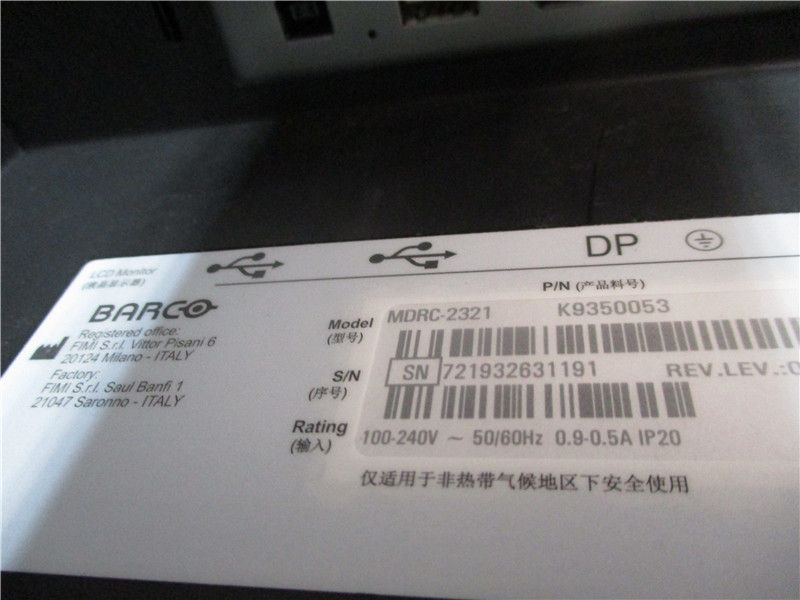 LCD Monitor
(液晶显示器)
DP
BARCO
Registered office:
FIMI S.r.l. Vittor Pisani 6
20124 Milano - ITALY
Factory:
FIMI S.r.l. Saul Banfi 1
21047 Saronno - ITALY
P/N (产品料号)
Model MDRC-2321 K9350053
(型号)
S/N SN 721932631191 REV.LEV.:0
(序号)
Rating 100-240V ~ 50/60Hz 0.9-0.5A IP20
(输入)
仅适用于非热带气候地区下安全使用